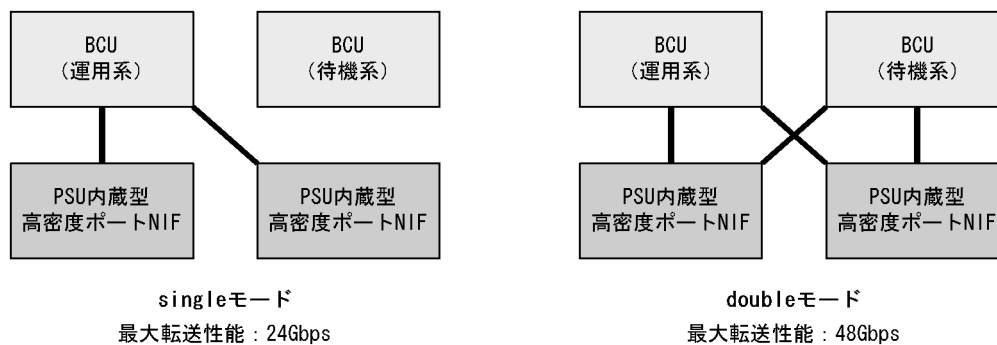 BCU
(運用系)
BCU
(待機系)
PSU内蔵型
高密度ポートNIF
PSU内蔵型
高密度ポートNIF
singleモード
最大転送性能：24Gbps
BCU
(運用系)
BCU
(待機系)
PSU内蔵型
高密度ポートNIF
PSU内蔵型
高密度ポートNIF
doubleモード
最大転送性能：48Gbps